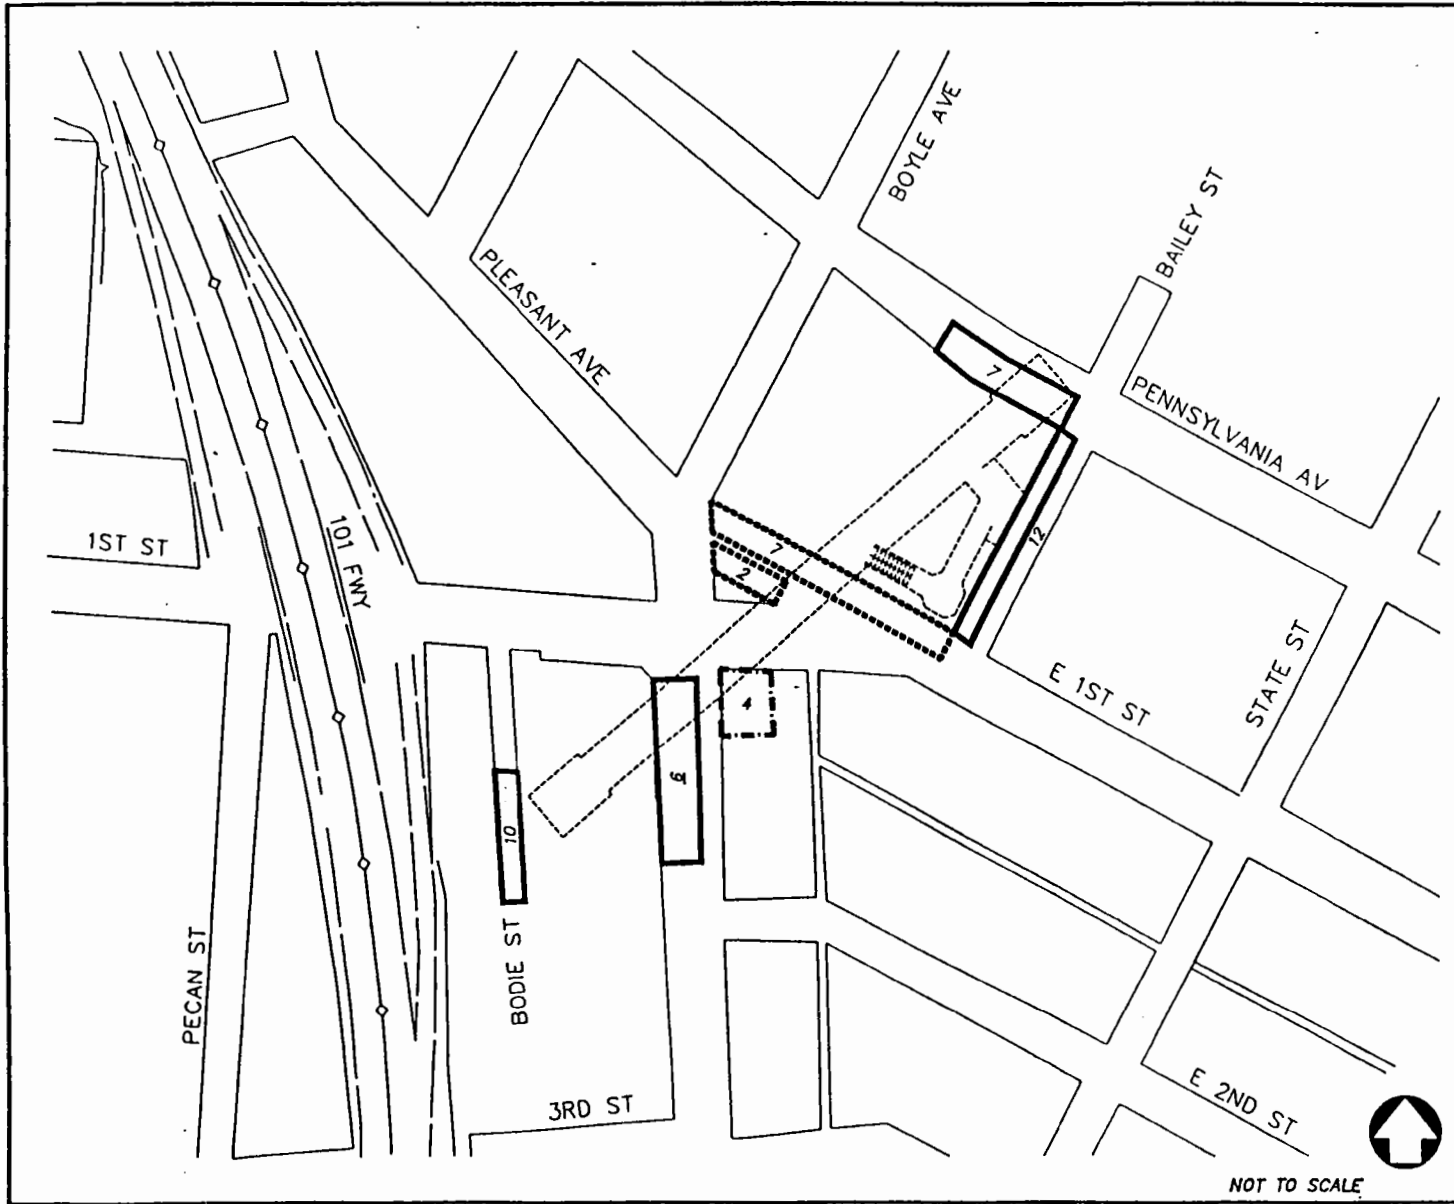 BOYLE AVE
BAILEY ST
PLEASANT AVE
7
PENNSYLVANIA AV
1ST ST
101 FWY
7
2
12
E 1ST ST
STATE ST
4
6
10
PECAN ST
BODIE ST
3RD ST
E 2ND ST
NOT TO SCALE